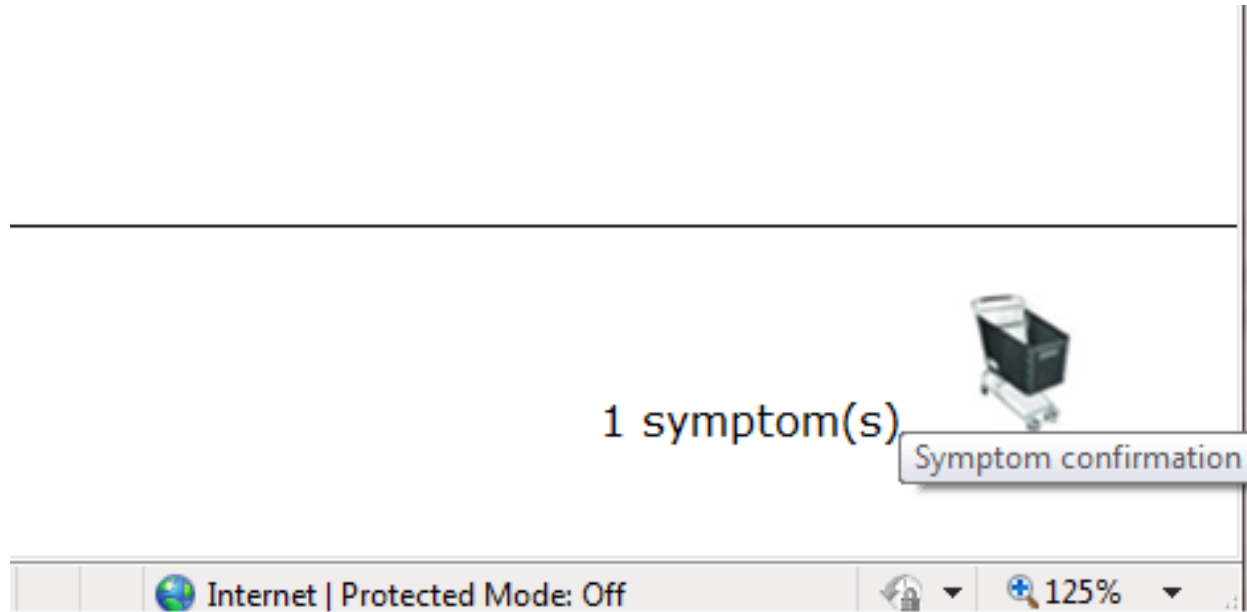 1 symptom(s)
Symptom confirmation
Internet | Protected Mode: Off
125%